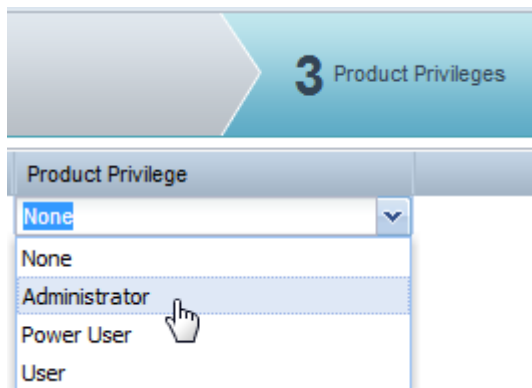 3 Product Privileges
Product Privilege
None
None
Administrator
Power User
User